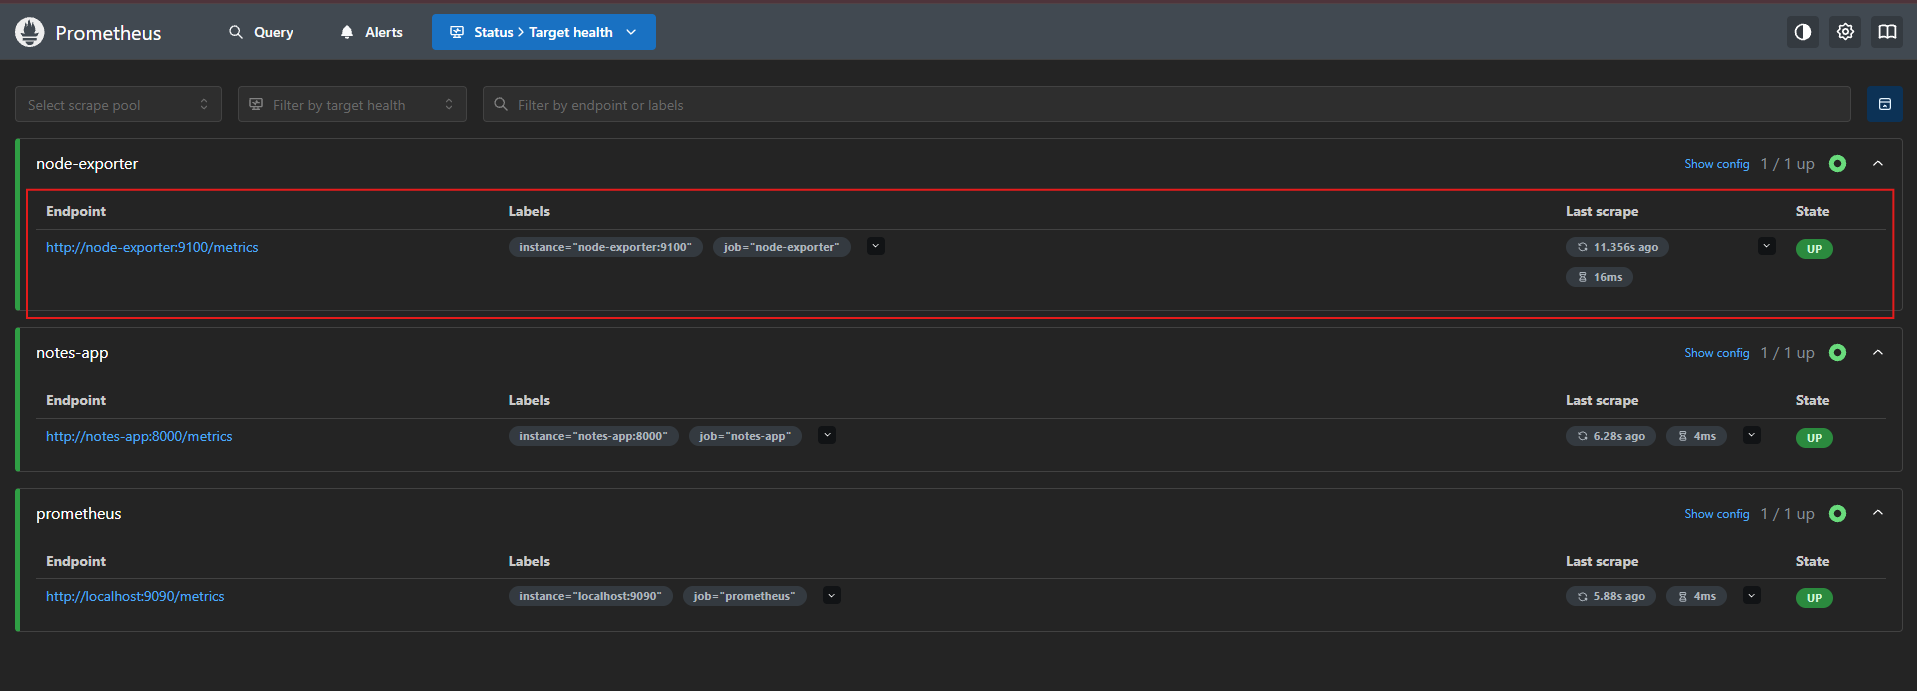 Prometheus Query Alerts Status > Target health
Select scrape pool Filter by target health Filter by endpoint or labels
node-exporter Show config 1 / 1 up
Endpoint Labels Last scrape State
http://node-exporter:9100/metrics instance="node-exporter:9100" job="node-exporter" 11.356s ago UP
16ms
notes-app Show config 1 / 1 up
Endpoint Labels Last scrape State
http://notes-app:8000/metrics instance="notes-app:8000" job="notes-app" 6.28s ago 4ms UP
prometheus Show config 1 / 1 up
Endpoint Labels Last scrape State
http://localhost:9090/metrics instance="localhost:9090" job="prometheus" 5.88s ago 4ms UP